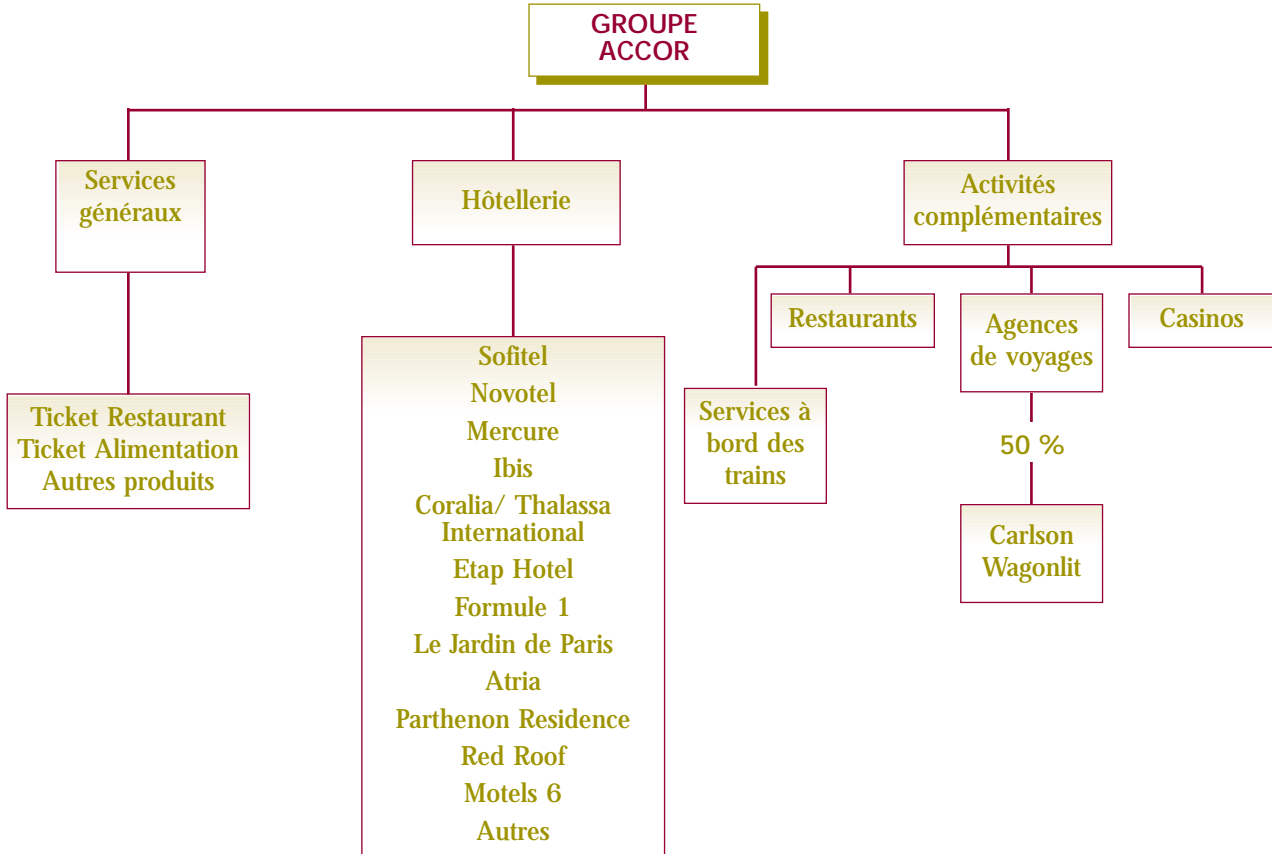 GROUPE
ACCOR
Services
généraux
Hôtellerie
Activités
complémentaires
Ticket Restaurant
Ticket Alimentation
Autres produits
Sofitel
Novotel
Mercure
Ibis
Coralia/ Thalassa
International
Etap Hotel
Formule 1
Le Jardin de Paris
Atria
Parthenon Residence
Red Roof
Motels 6
Autres
Services à
bord des
trains
Restaurants
Agences
de voyages
50 %
Carlson
Wagonlit
Casinos